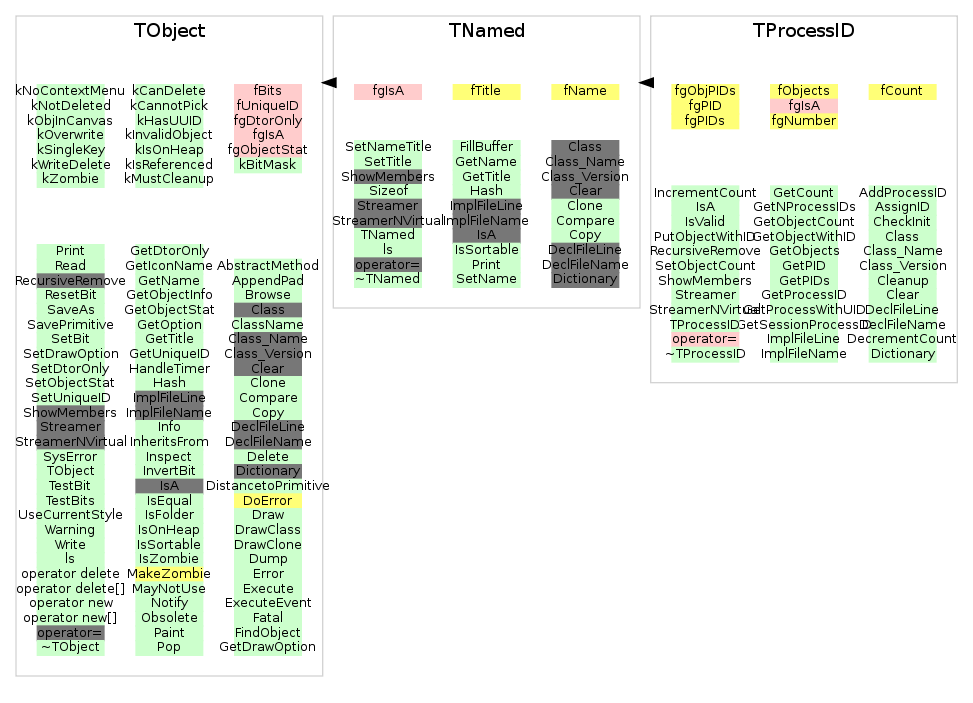 TObject
kNoContextMenu kCanDelete fBits
kNotDeleted kCannotPick fUniqueID
kObjInCanvas kHasUUID fgDtorOnly
kOverwrite kInvalidObject fgIsA
kSingleKey kIsOnHeap fgObjectStat
kWriteDelete kIsReferenced kBitMask
kZombie kMustCleanup
Print GetDtorOnly
Read GetIconName AbstractMethod
RecursiveRemove GetName AppendPad
ResetBit GetObjectInfo Browse
SaveAs GetObjectStat Class
SavePrimitive GetOption ClassName
SetBit GetTitle Class_Name
SetDrawOption GetUniqueID Class_Version
SetDtorOnly HandleTimer Clear
SetObjectStat Hash Clone
SetUniqueID ImplFileLine Compare
ShowMembers ImplFileName Copy
Streamer Info DeclFileLine
StreamerNVirtual InheritsFrom DeclFileName
SysError Inspect Delete
TObject InvertBit Dictionary
TestBit IsA DistancetoPrimitive
TestBits IsEqual DoError
UseCurrentStyle IsFolder Draw
Warning IsOnHeap DrawClass
Write IsSortable DrawClone
ls IsZombie Dump
operator delete MakeZombie Error
operator delete[] MayNotUse Execute
operator new Notify ExecuteEvent
operator new[] Obsolete Fatal
operator= Paint FindObject
~TObject Pop GetDrawOption
TNamed
fgIsA fTitle fName
SetNameTitle FillBuffer Class
SetTitle GetName Class_Name
ShowMembers GetTitle Class_Version
Sizeof Hash Clear
Streamer ImplFileLine Clone
StreamerNVirtual ImplFileName Compare
TNamed IsA Copy
ls IsSortable DeclFileLine
operator= Print DeclFileName
~TNamed SetName Dictionary
TProcessID
fgObjPIDs fObjects fCount
fgPID fgIsA
fgPIDs fgNumber
IncrementCount GetCount AddProcessID
IsA GetNProcessIDs AssignID
IsValid GetObjectCount CheckInit
PutObjectWithID GetObjectWithID Class
RecursiveRemove GetObjects Class_Name
SetObjectCount GetPID Class_Version
ShowMembers GetPIDs Cleanup
Streamer GetProcessID Clear
StreamerNVirtual GetProcessWithUID DeclFileLine
TProcessID GetSessionProcessID DeclFileName
operator= ImplFileLine DecrementCount
~TProcessID ImplFileName Dictionary